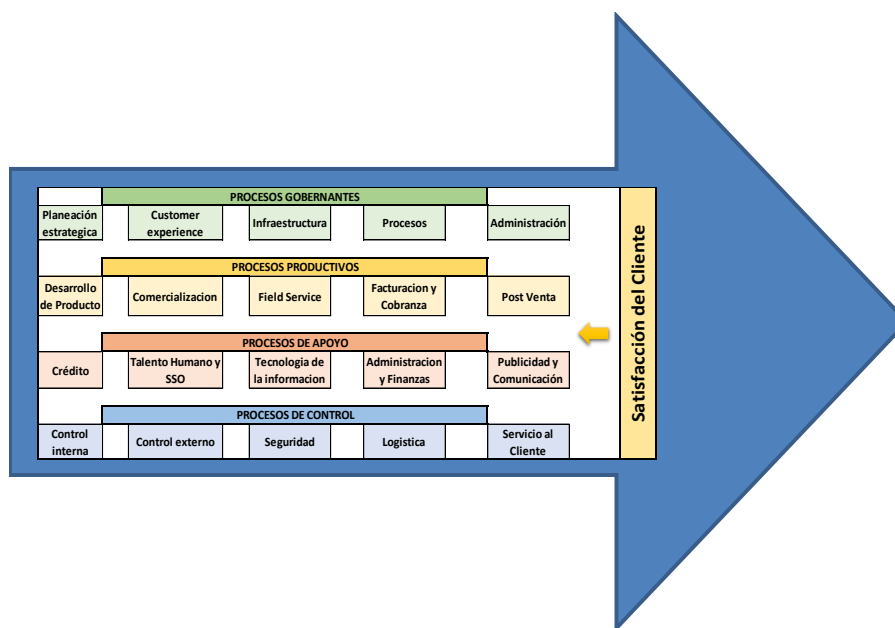 PROCESOS GOBERNANTES
Planeación
estrategica
Customer
experience
Infraestructura
Procesos
Administración
PROCESOS PRODUCTIVOS
Desarrollo
de Producto
Comercializacion
Field Service
Facturacion y
Cobranza
Post Venta
PROCESOS DE APOYO
Crédito
Talento Humano y
SSO
Tecnologia de
la informacion
Administracion
y Finanzas
Publicidad y
Comunicación
PROCESOS DE CONTROL
Control
interna
Control externo
Seguridad
Logistica
Servicio al
Cliente
Satisfacción del Cliente